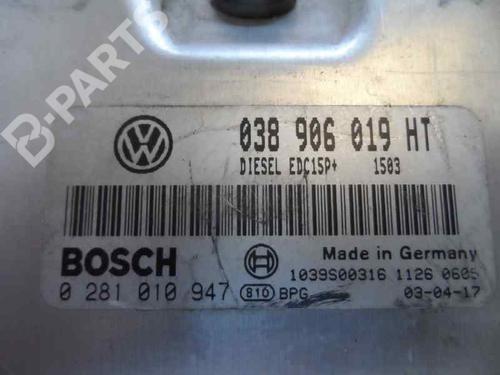 B-PARTS
038 906 019 HT
DIESEL EDC15P+ 1503
BOSCH
Made in Germany
1039S00316 1126 0605
0 281 010 947 810 BPG 03-04-17